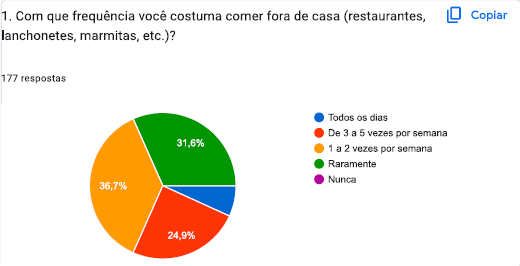 1. Com que frequência você costuma comer fora de casa (restaurantes,
lanchonetes, marmitas, etc.)?
Copiar
177 respostas
31,6%
36,7%
24,9%
Todos os dias
De 3 a 5 vezes por semana
1 a 2 vezes por semana
Raramente
Nunca